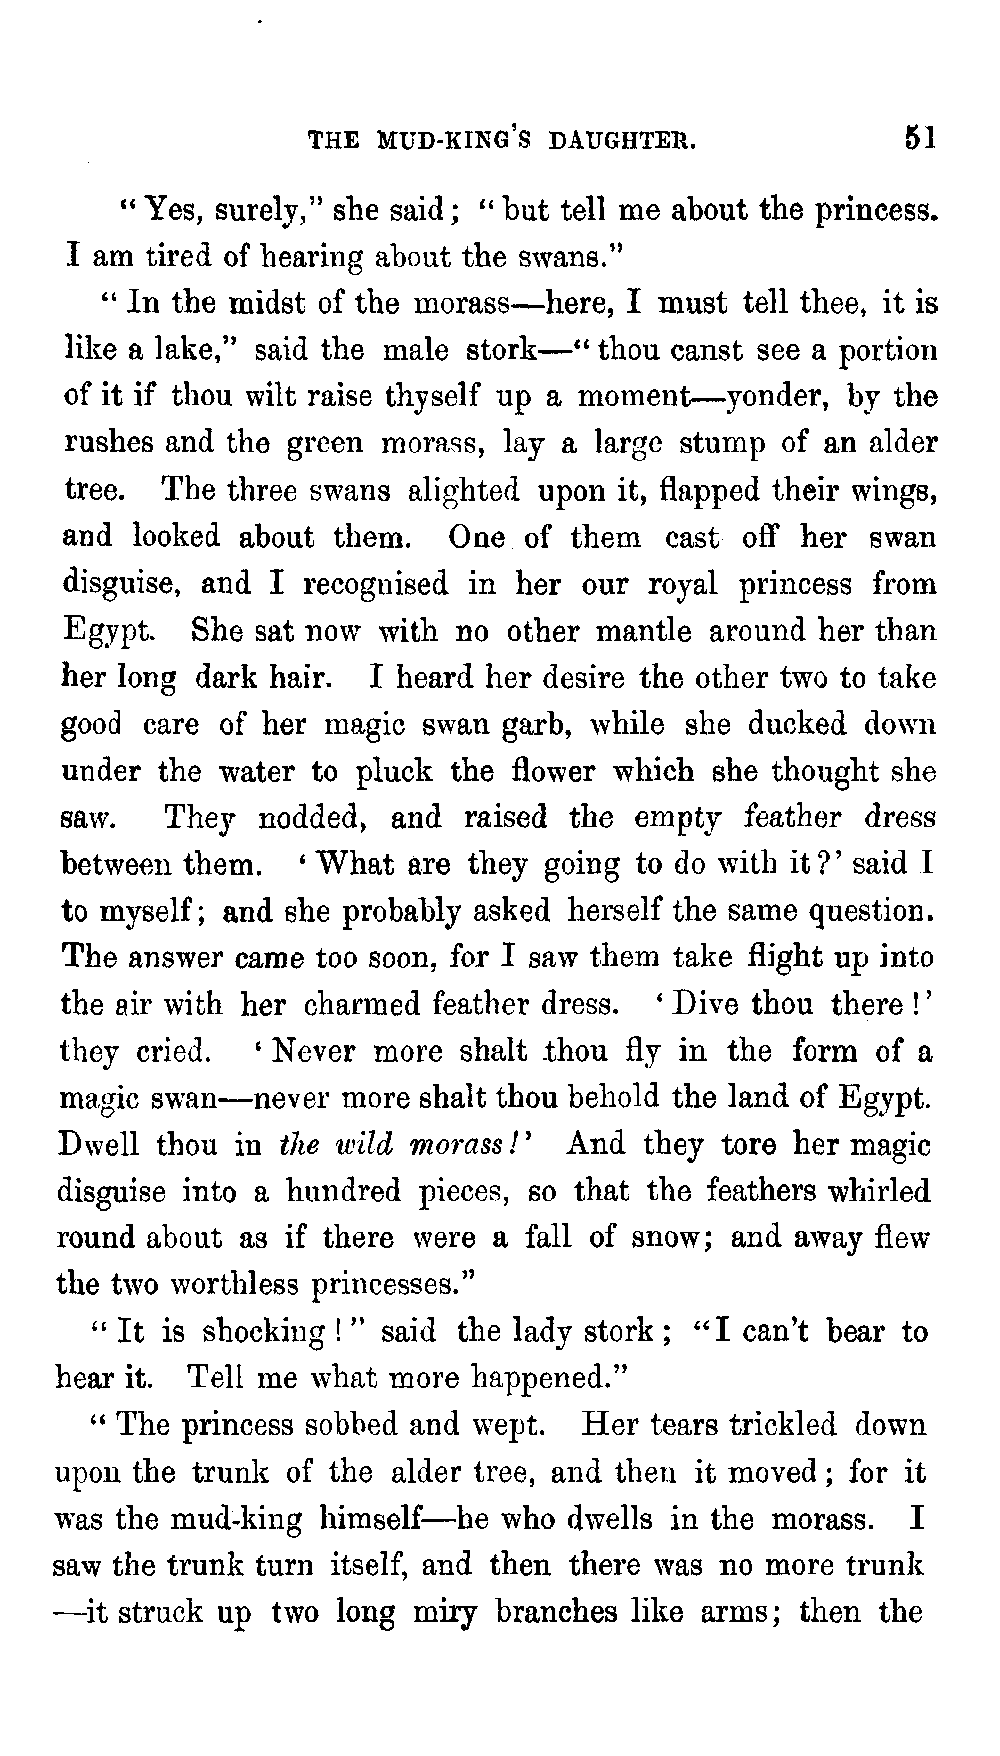 THE MUD-KING'S DAUGHTER. 51
" Yes, surely," she said ; " but tell me about the princess.
I am tired of hearing about the swans."
" In the midst of the morass—here, I must tell thee, it is
like a lake," said the male stork—" thou canst see a portion
of it if thou wilt raise thyself up a moment—yonder, by the
rushes and the green morass, lay a large stump of an alder
tree. The three swans alighted upon it, flapped their wings,
and looked about them. One of them cast off her swan
disguise, and I recognised in her our royal princess from
Egypt. She sat now with no other mantle around her than
her long dark hair. I heard her desire the other two to take
good care of her magic swan garb, while she ducked down
under the water to pluck the flower which she thought she
saw. They nodded, and raised the empty feather dress
between them. ' What are they going to do with it ?' said I
to myself ; and she probably asked herself the same question.
The answer came too soon, for I saw them take flight up into
the air with her charmed feather dress. ' Dive thou there !'
they cried. ' Never more shalt thou fly in the form of a
magic swan—never more shalt thou behold the land of Egypt.
Dwell thou in the wild morass !' And they tore her magic
disguise into a hundred pieces, so that the feathers whirled
round about as if there were a fall of snow; and away flew
the two worthless princesses."
" It is shocking ! " said the lady stork ; "I can't bear to
hear it. Tell me what more happened."
" The princess sobbed and wept. Her tears trickled down
upon the trunk of the alder tree, and then it moved ; for it
was the mud-king himself—he who dwells in the morass. I
saw the trunk turn itself, and then there was no more trunk
—it struck up two long miry branches like arms; then the